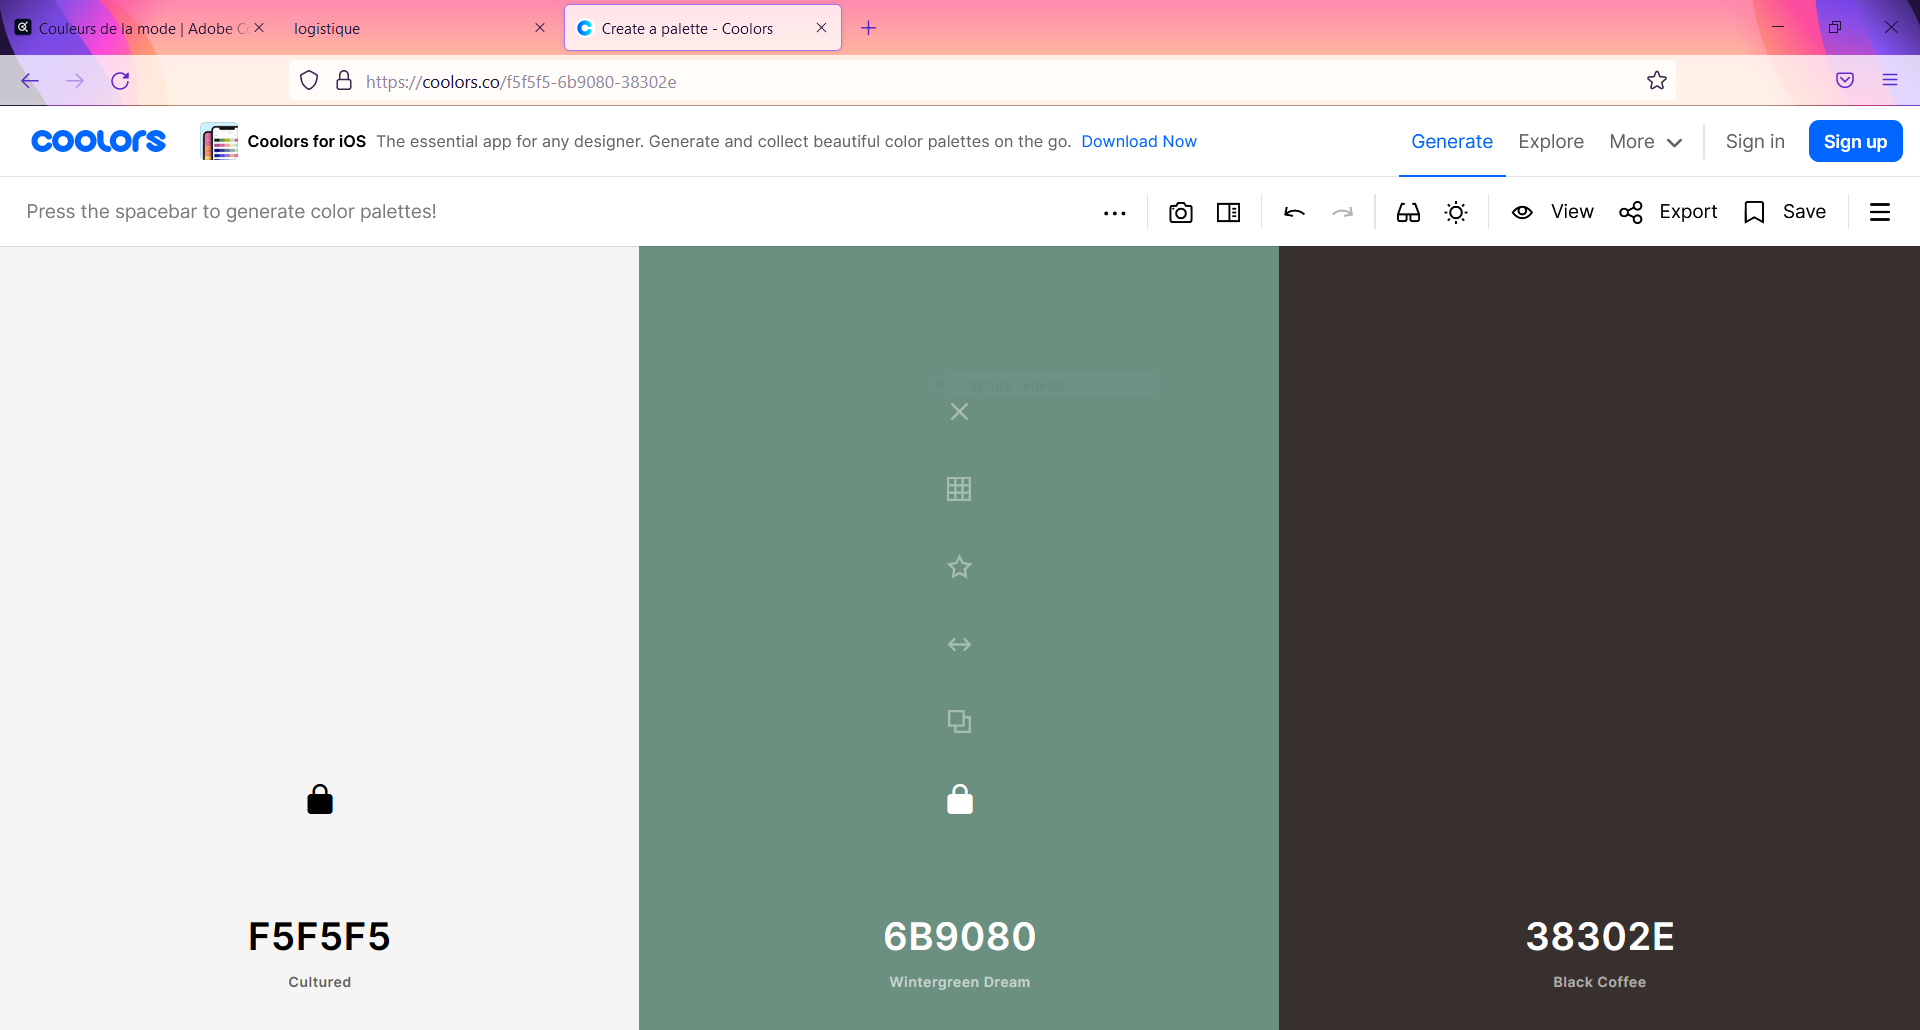 Couleurs de la mode | Adobe Co
logistique
Create a palette - Coolors
https://coolors.co/f5f5f5-6b9080-38302e
coolors
Coolors for iOS The essential app for any designer. Generate and collect beautiful color palettes on the go. Download Now
Generate
Explore
More
Sign in
Sign up
Press the spacebar to generate color palettes!
View
Export
Save
Capture Fenêtre
F5F5F5
Cultured
6B9080
Wintergreen Dream
38302E
Black Coffee